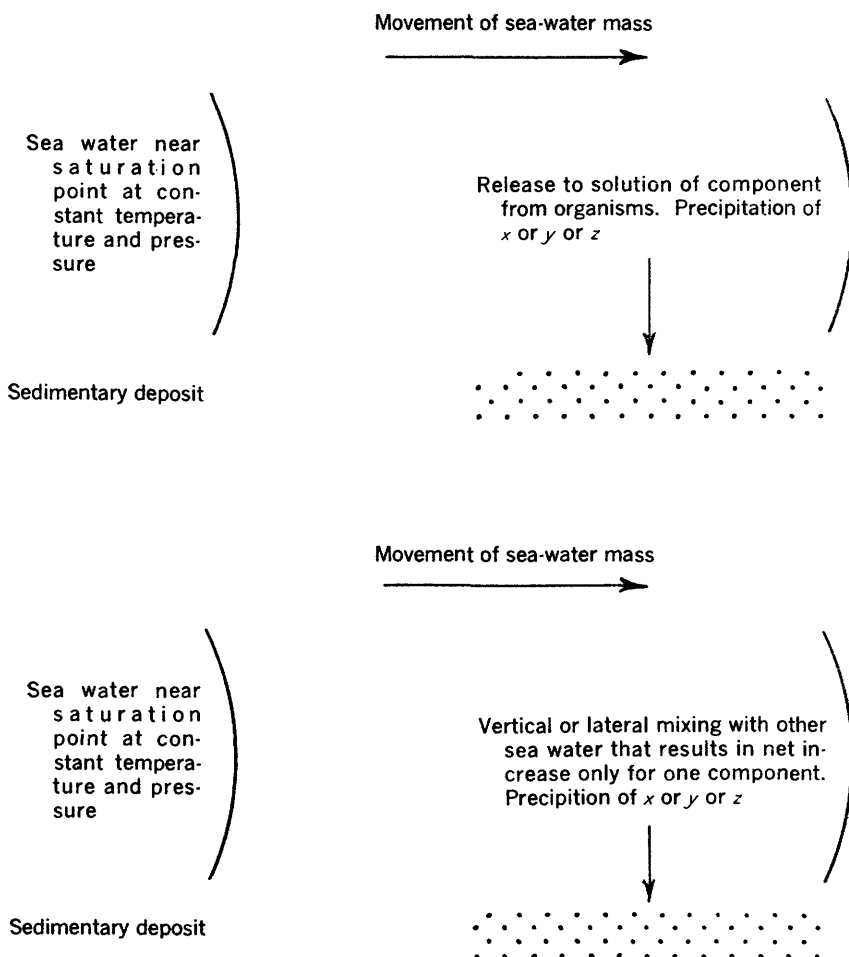 Movement of sea-water mass
Sea water near
saturation
point at con-
stant tempera-
ture and pres-
sure
Release to solution of component
from organisms. Precipitation of
x or y or z
Sedimentary deposit
Movement of sea-water mass
Sea water near
saturation
point at con-
stant tempera-
ture and pres-
sure
Vertical or lateral mixing with other
sea water that results in net in-
crease only for one component.
Precipition of x or y or z
Sedimentary deposit